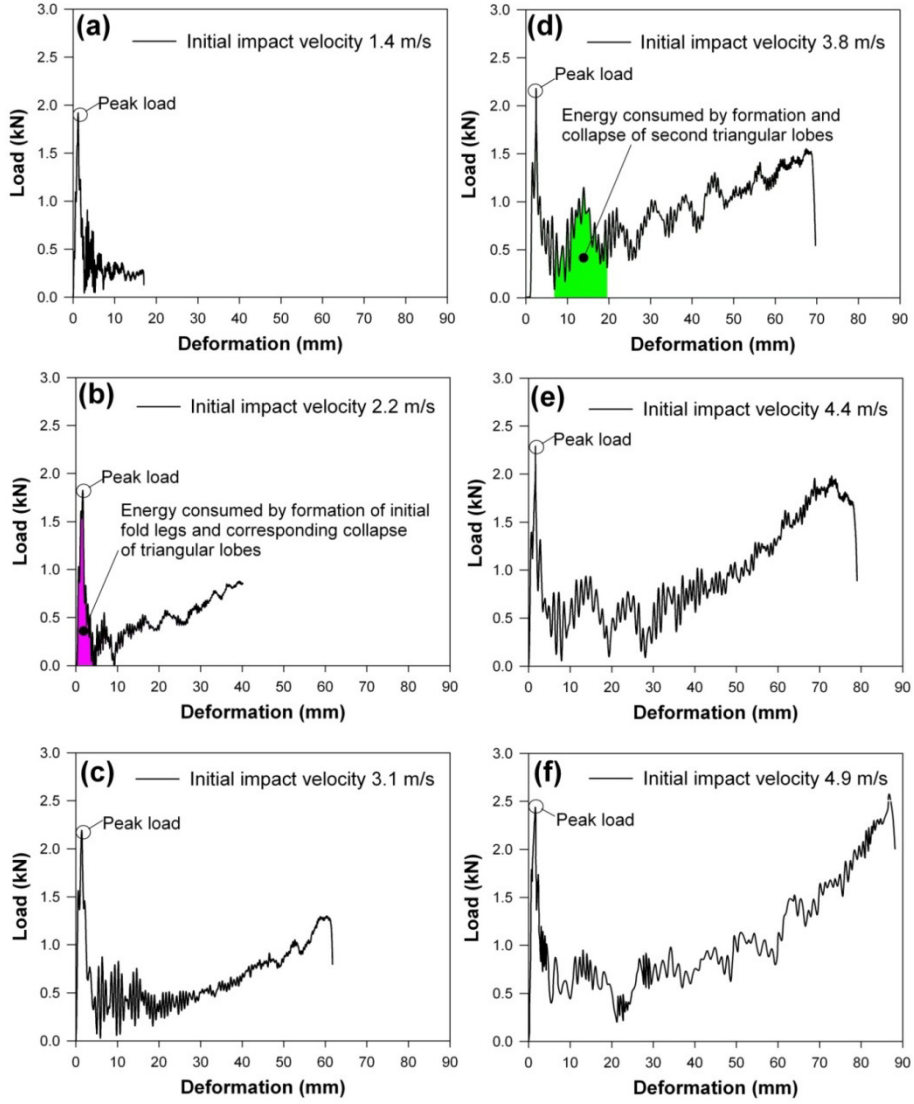 (a)
Initial impact velocity 1.4 m/s
Peak load
Load (kN)
3.0
2.5
2.0
1.5
1.0
0.5
0.0
0 10 20 30 40 50 60 70 80 90
Deformation (mm)
(b)
Initial impact velocity 2.2 m/s
Peak load
Energy consumed by formation of initial
fold legs and corresponding collapse
of triangular lobes
Load (kN)
3.0
2.5
2.0
1.5
1.0
0.5
0.0
0 10 20 30 40 50 60 70 80 90
Deformation (mm)
(c)
Initial impact velocity 3.1 m/s
Peak load
Load (kN)
3.0
2.5
2.0
1.5
1.0
0.5
0.0
0 10 20 30 40 50 60 70 80 90
Deformation (mm)
(d)
Initial impact velocity 3.8 m/s
Peak load
Energy consumed by formation and
collapse of second triangular lobes
Load (kN)
3.0
2.5
2.0
1.5
1.0
0.5
0.0
0 10 20 30 40 50 60 70 80 90
Deformation (mm)
(e)
Initial impact velocity 4.4 m/s
Peak load
Load (kN)
3.0
2.5
2.0
1.5
1.0
0.5
0.0
0 10 20 30 40 50 60 70 80 90
Deformation (mm)
(f)
Initial impact velocity 4.9 m/s
Peak load
Load (kN)
3.0
2.5
2.0
1.5
1.0
0.5
0.0
0 10 20 30 40 50 60 70 80 90
Deformation (mm)